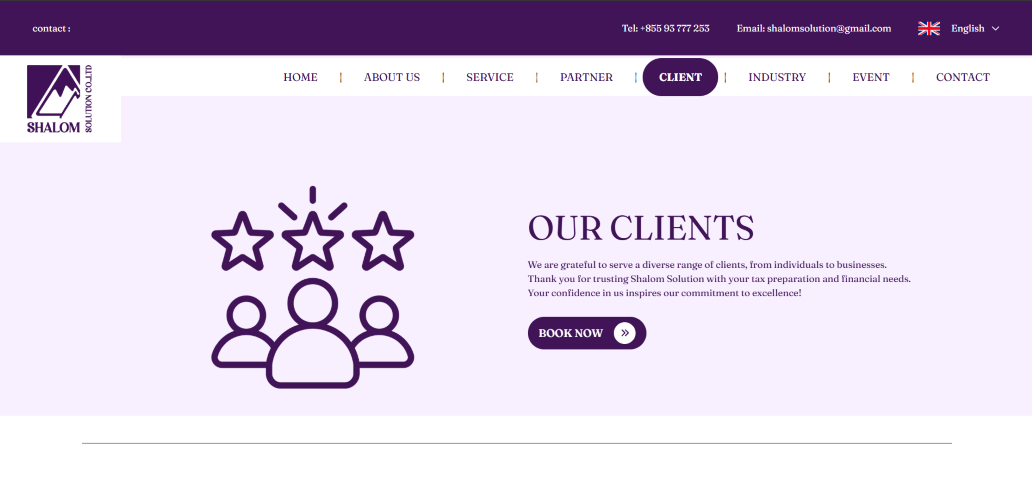 contact :
Tel: +855 93 777 253
Email: shalomsolution@gmail.com
English
SHALOM
SOLUTION CO.,LTD
HOME
ABOUT US
SERVICE
PARTNER
CLIENT
INDUSTRY
EVENT
CONTACT
OUR CLIENTS
We are grateful to serve a diverse range of clients, from individuals to businesses.
Thank you for trusting Shalom Solution with your tax preparation and financial needs.
Your confidence in us inspires our commitment to excellence!
BOOK NOW